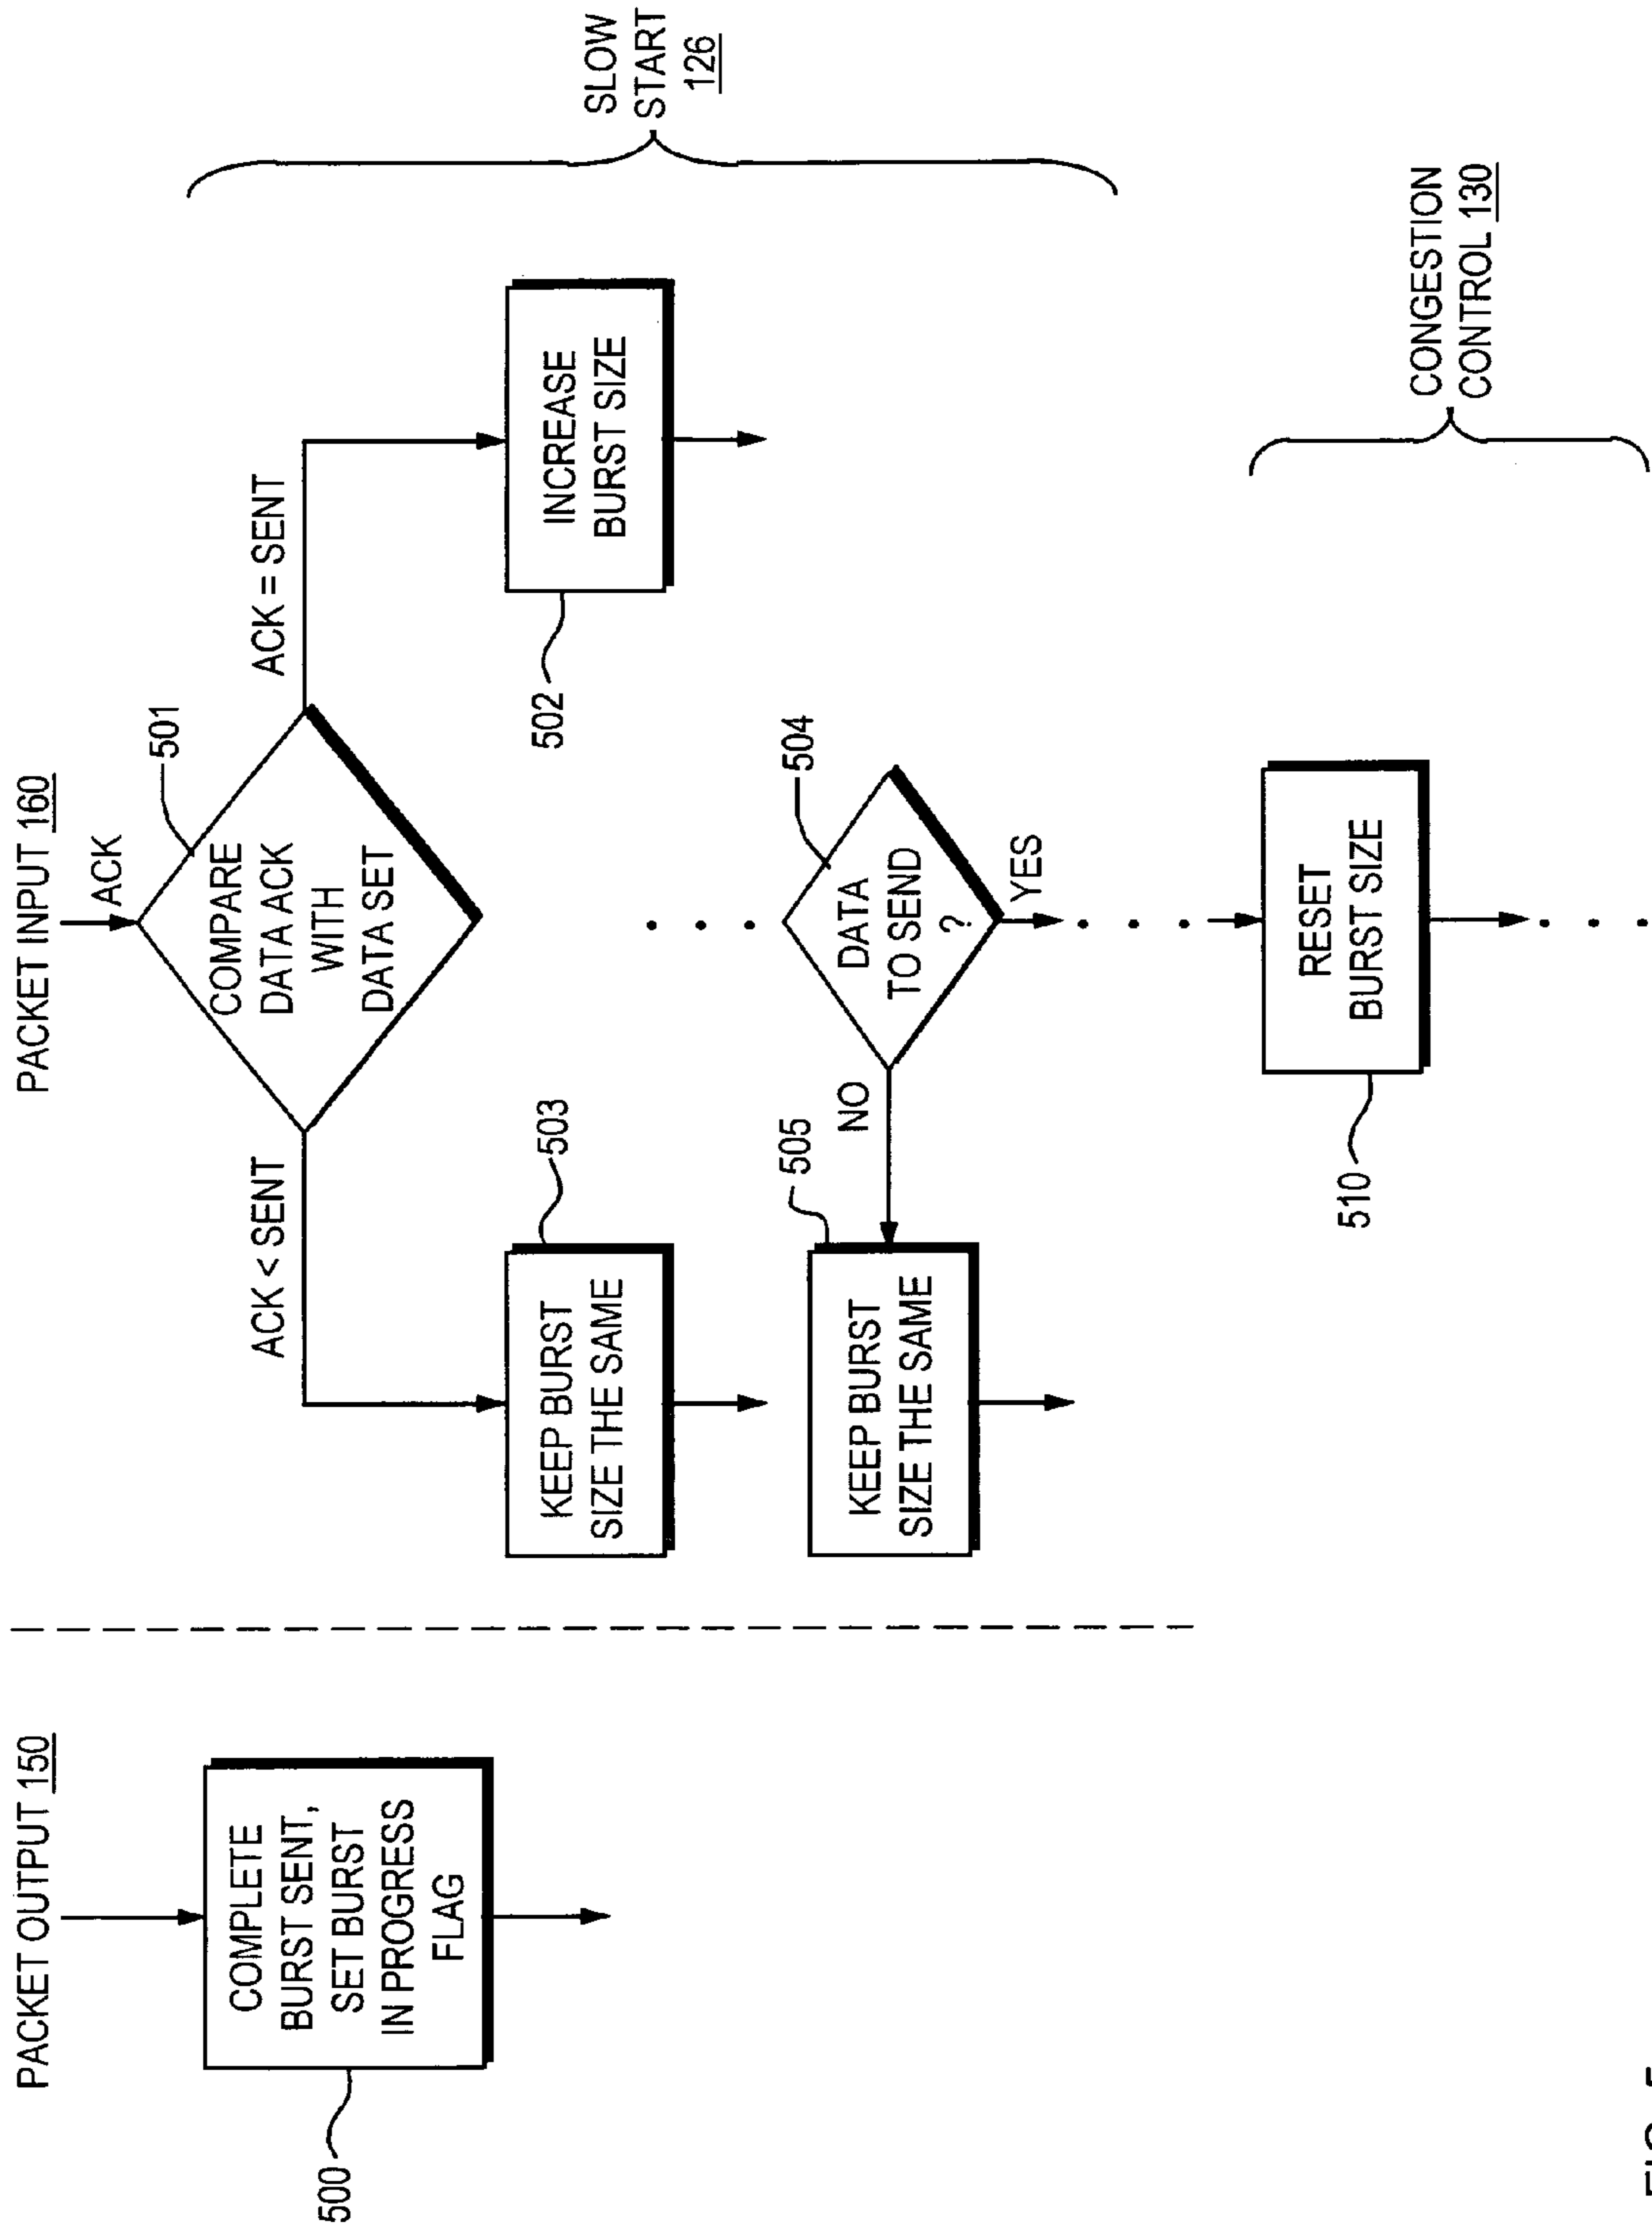 PACKET OUTPUT 150
COMPLETE
BURST SENT,
SET BURST
IN PROGRESS
FLAG
500
PACKET INPUT 160
ACK
COMPARE
DATA ACK
WITH
DATA SET
501
ACK < SENT
ACK = SENT
KEEP BURST
SIZE THE SAME
503
INCREASE
BURST SIZE
502
SLOW
START
126
DATA
TO SEND
?
504
NO
YES
KEEP BURST
SIZE THE SAME
505
RESET
BURST SIZE
510
CONGESTION
CONTROL 130
FIG. 5